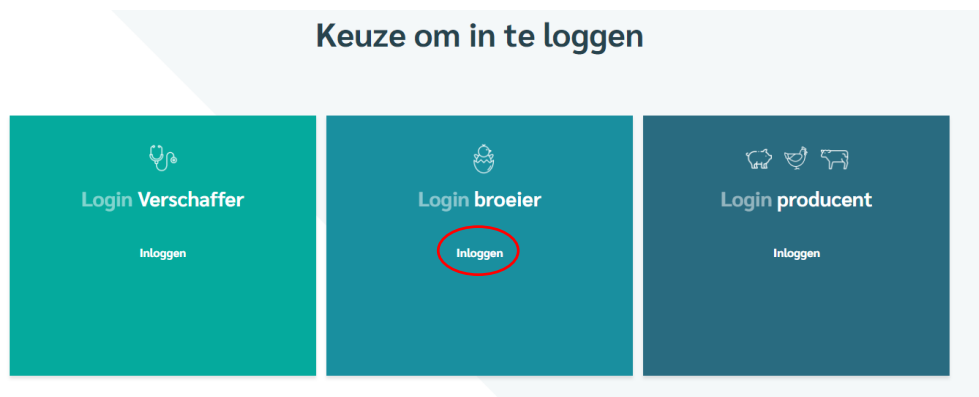 Keuze om in te loggen
Login Verschaffer
Inloggen
Login broeier
Inloggen
Login producent
Inloggen